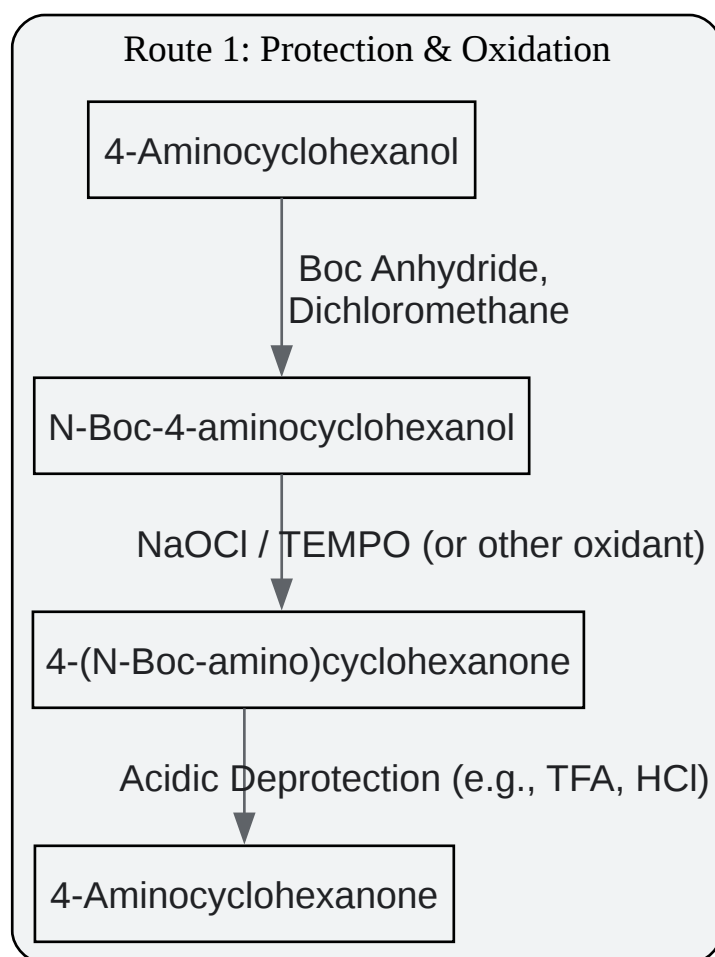 Route 1: Protection & Oxidation
4-Aminocyclohexanol
Boc Anhydride,
Dichloromethane
N-Boc-4-aminocyclohexanol
NaOCl / TEMPO (or other oxidant)
4-(N-Boc-amino)cyclohexanone
Acidic Deprotection (e.g., TFA, HCl)
4-Aminocyclohexanone